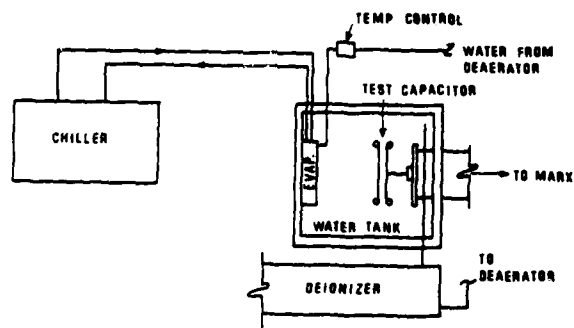 TEMP CONTROL
WATER FROM
DEAERATOR
TEST CAPACITOR
CHILLER
EVAP.
TO MARX
WATER TANK
TO
DEAERATOR
DEIONIZER